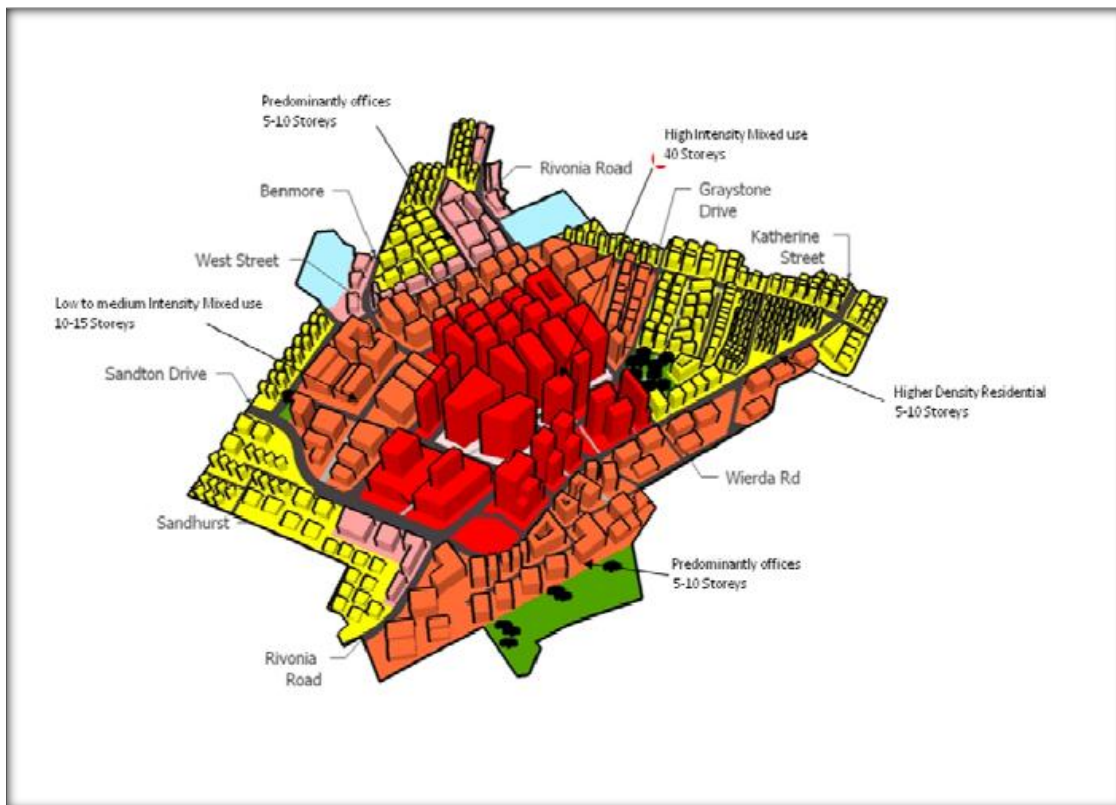 Predominantly offices
5-10 Storeys
High Intensity Mixed use
40 Storeys
Rivonia Road
Benmore
Graystone
Drive
Katherine
Street
West Street
Low to medium Intensity Mixed use
10-15 Storeys
Sandton Drive
Higher Density Residential
5-10 Storeys
Wierda Rd
Sandhurst
Predominantly offices
5-10 Storeys
Rivonia
Road